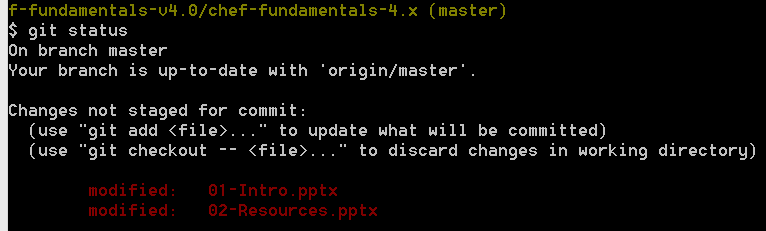 f-fundamentals-v4.0/chef-fundamentals-4.x (master)
$ git status
On branch master
Your branch is up-to-date with 'origin/master'.
Changes not staged for commit:
(use "git add <file>..." to update what will be committed)
(use "git checkout -- <file>..." to discard changes in working directory)
modified: 01-Intro.pptx
modified: 02-Resources.pptx